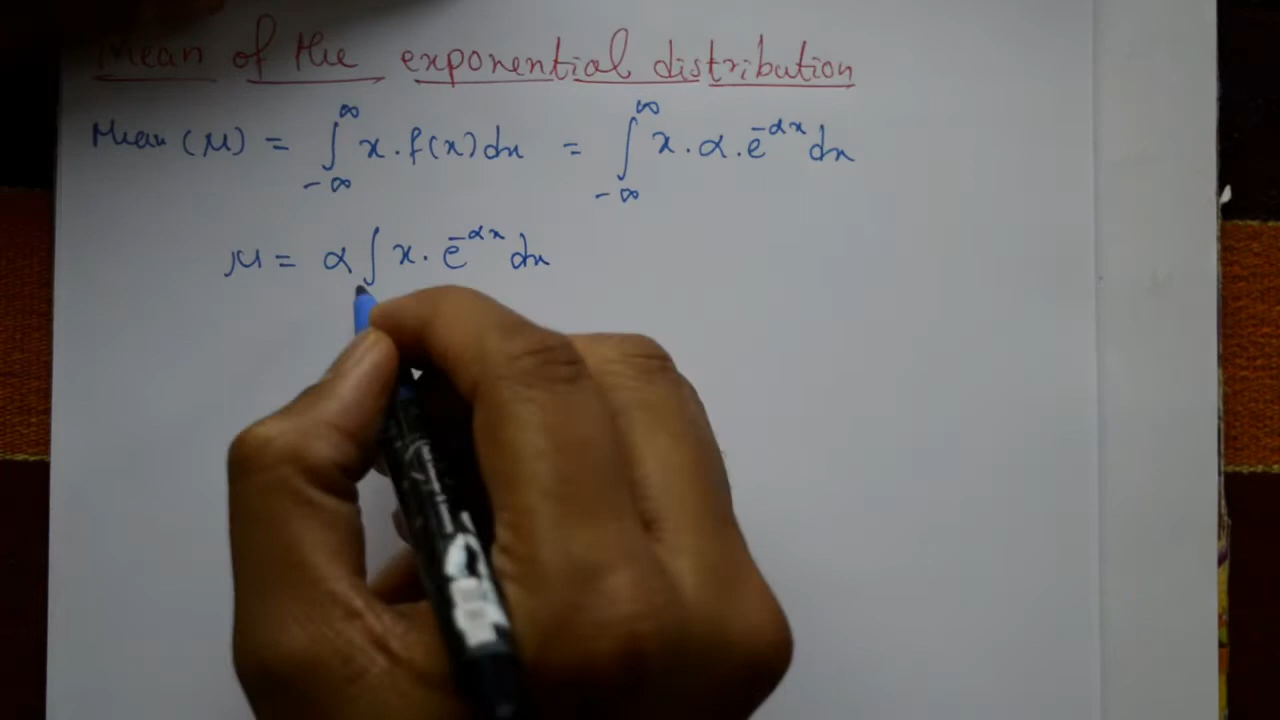 Mean of the exponential distribution
Mean (μ) = ∫_{-∞}^{∞} x . f(x) dx = ∫_{-∞}^{∞} x . α . e^{-αx} dx
μ = α ∫ x . e^{-αx} dx